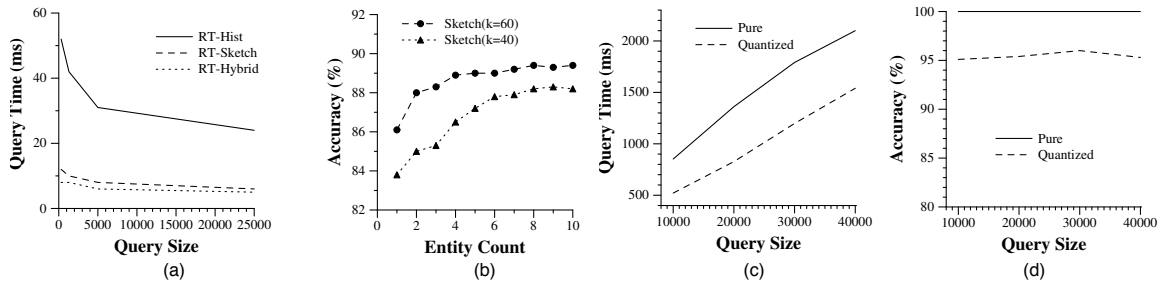 60
40
20
0
Query Time (ms)
RT-Hist
RT-Sketch
RT-Hybrid
0 5000 10000 15000 20000 25000
Query Size
(a)
92
90
88
86
84
82
Accuracy (%)
Sketch(k=60)
Sketch(k=40)
0 2 4 6 8 10
Entity Count
(b)
2000
1500
1000
500
Query Time (ms)
Pure
Quantized
10000 20000 30000 40000
Query Size
(c)
100
95
90
85
80
Accuracy (%)
Pure
Quantized
10000 20000 30000 40000
Query Size
(d)